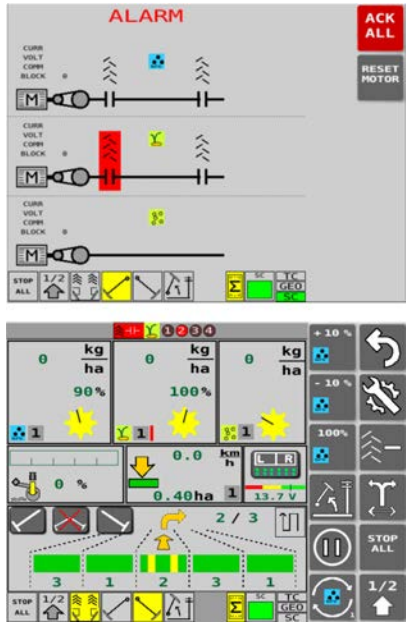 ALARM
ACK
ALL
RESET
MOTOR
CURR
VOLT
COMM
BLOCK 0
M
CURR
VOLT
COMM
BLOCK 0
M
CURR
VOLT
COMM
BLOCK 0
M
STOP
ALL
1/2
Σ
SC
TC
GEO
SC
1 2 3 4
0 kg
ha
90%
1
0 kg
ha
100%
1
0 kg
ha
1
+ 10 %
- 10 %
100%
0 %
0.0 km
h
0.40ha 1
L R
13.7 V
2 / 3
3 1 2 3 1
STOP
ALL
1/2
1
STOP
ALL
1/2
Σ
SC
TC
GEO
SC